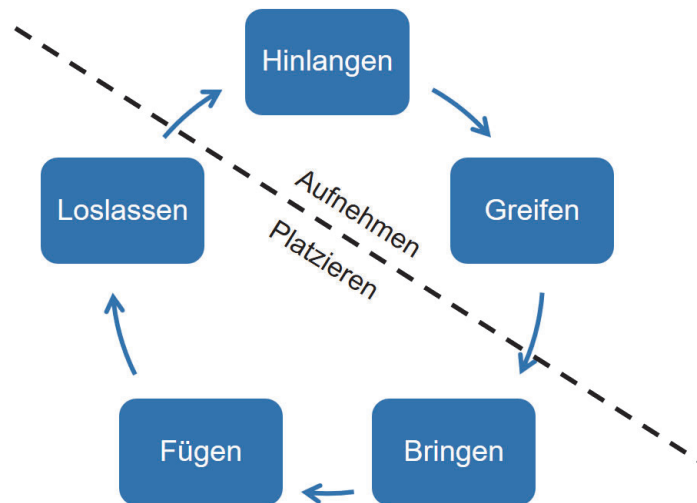 Hinlangen
Loslassen
Aufnehmen
Platzieren
Greifen
Fügen
Bringen